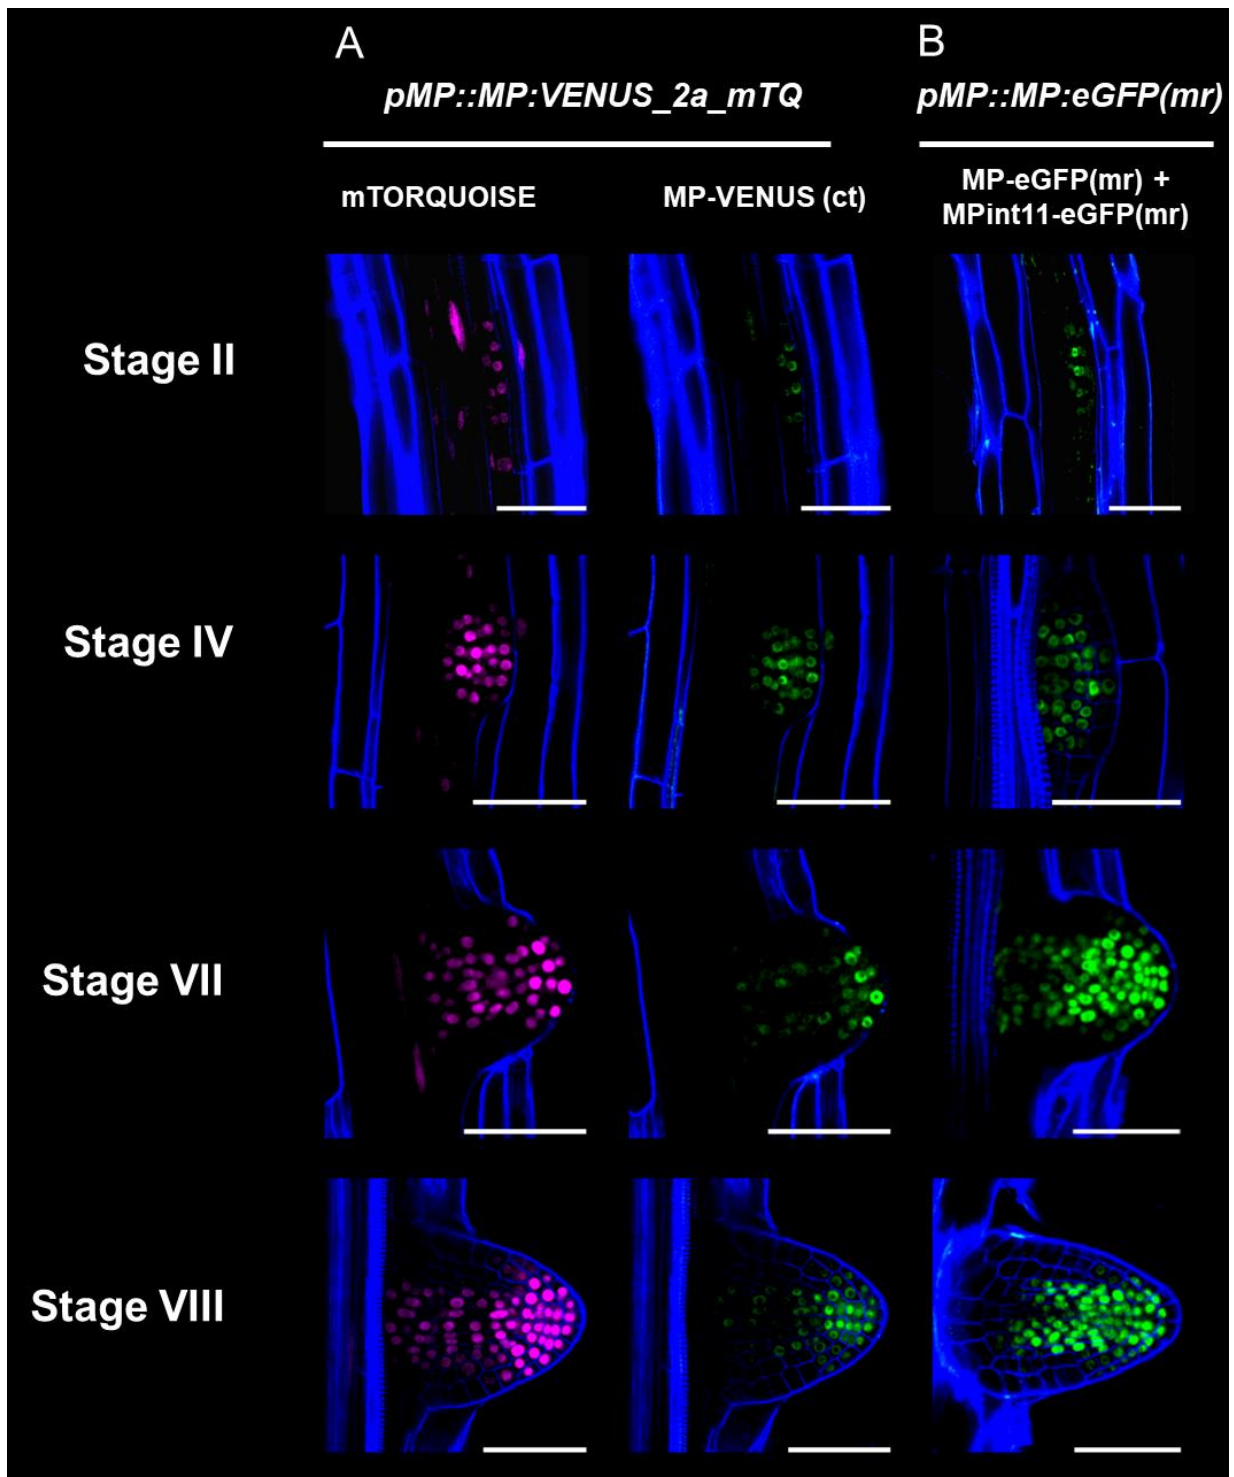 A
B
pMP::MP:VENUS_2a_mTQ
pMP::MP:eGFP(mr)
mTORQUOISE
MP-VENUS (ct)
MP-eGFP(mr) +
MPint11-eGFP(mr)
Stage II
Stage IV
Stage VII
Stage VIII